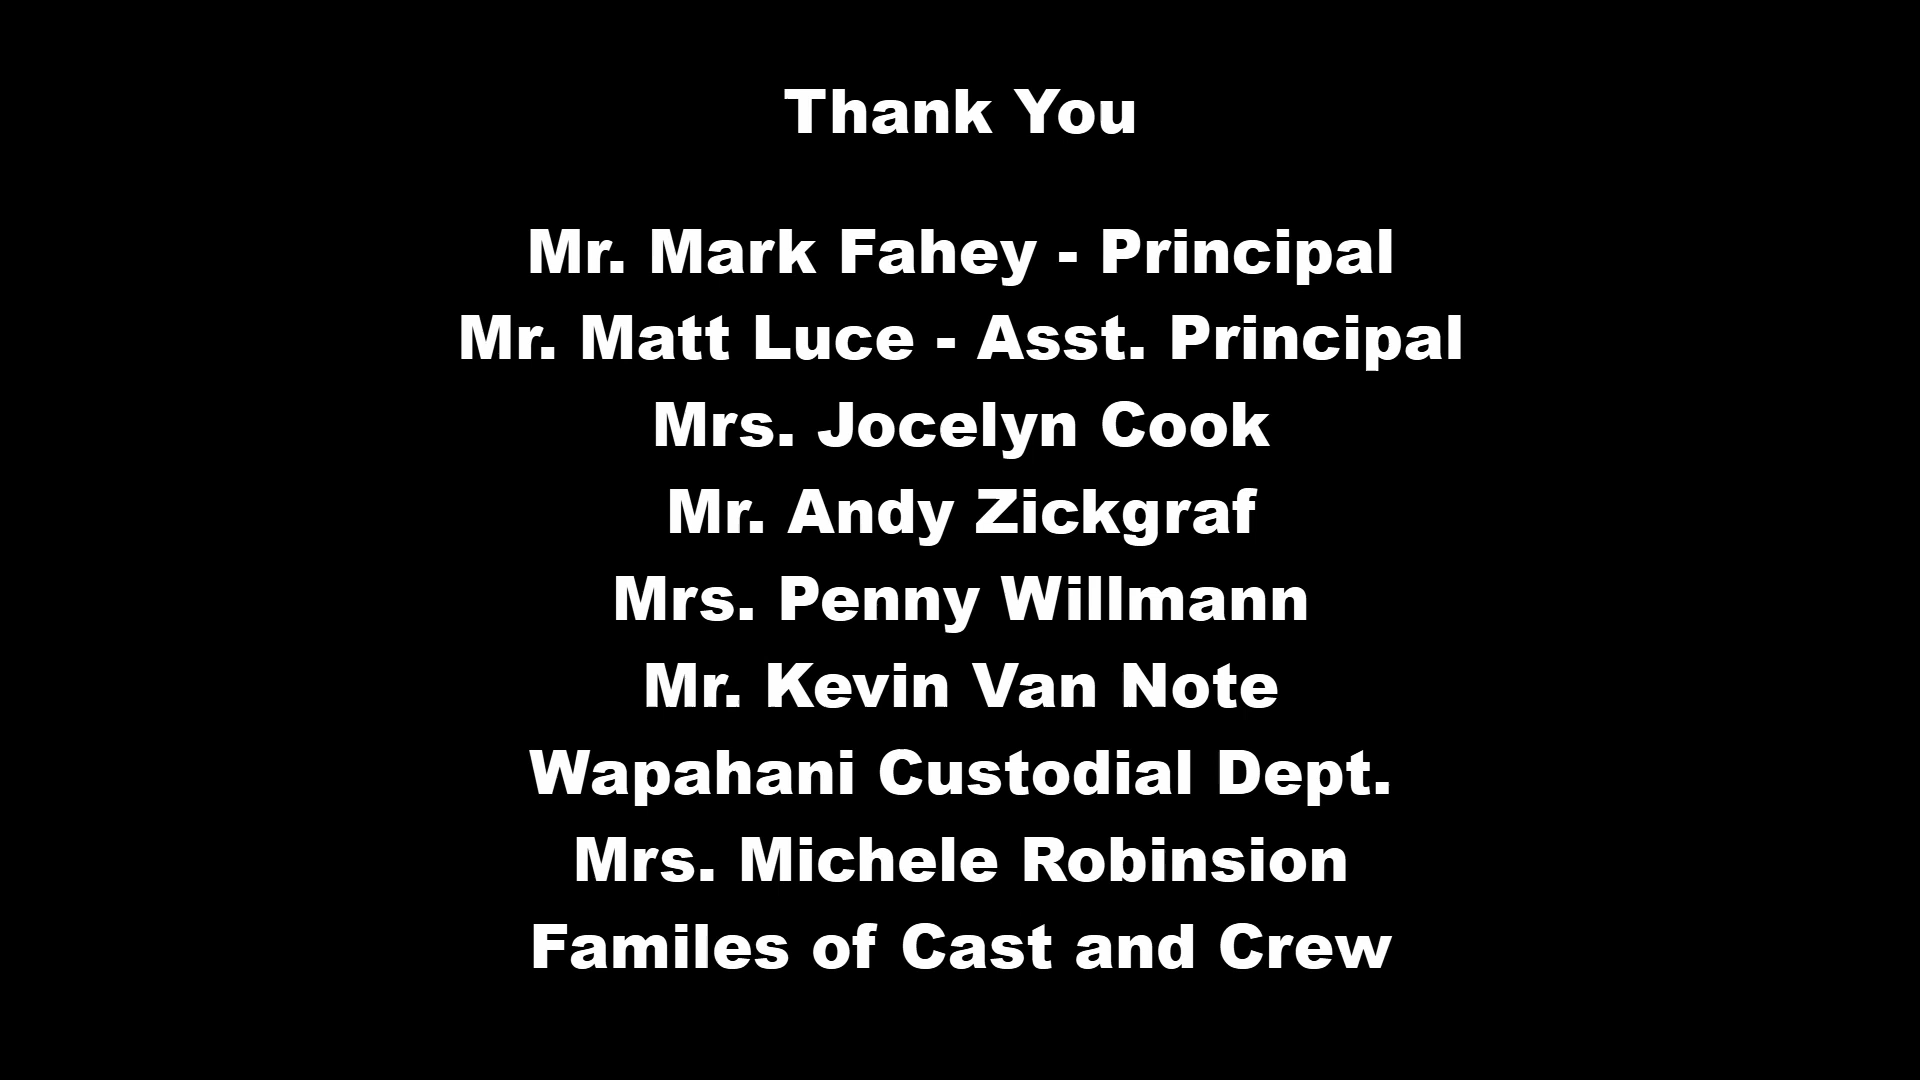 Thank You
Mr. Mark Fahey - Principal
Mr. Matt Luce - Asst. Principal
Mrs. Jocelyn Cook
Mr. Andy Zickgraf
Mrs. Penny Willmann
Mr. Kevin Van Note
Wapahani Custodial Dept.
Mrs. Michele Robinsion
Familes of Cast and Crew